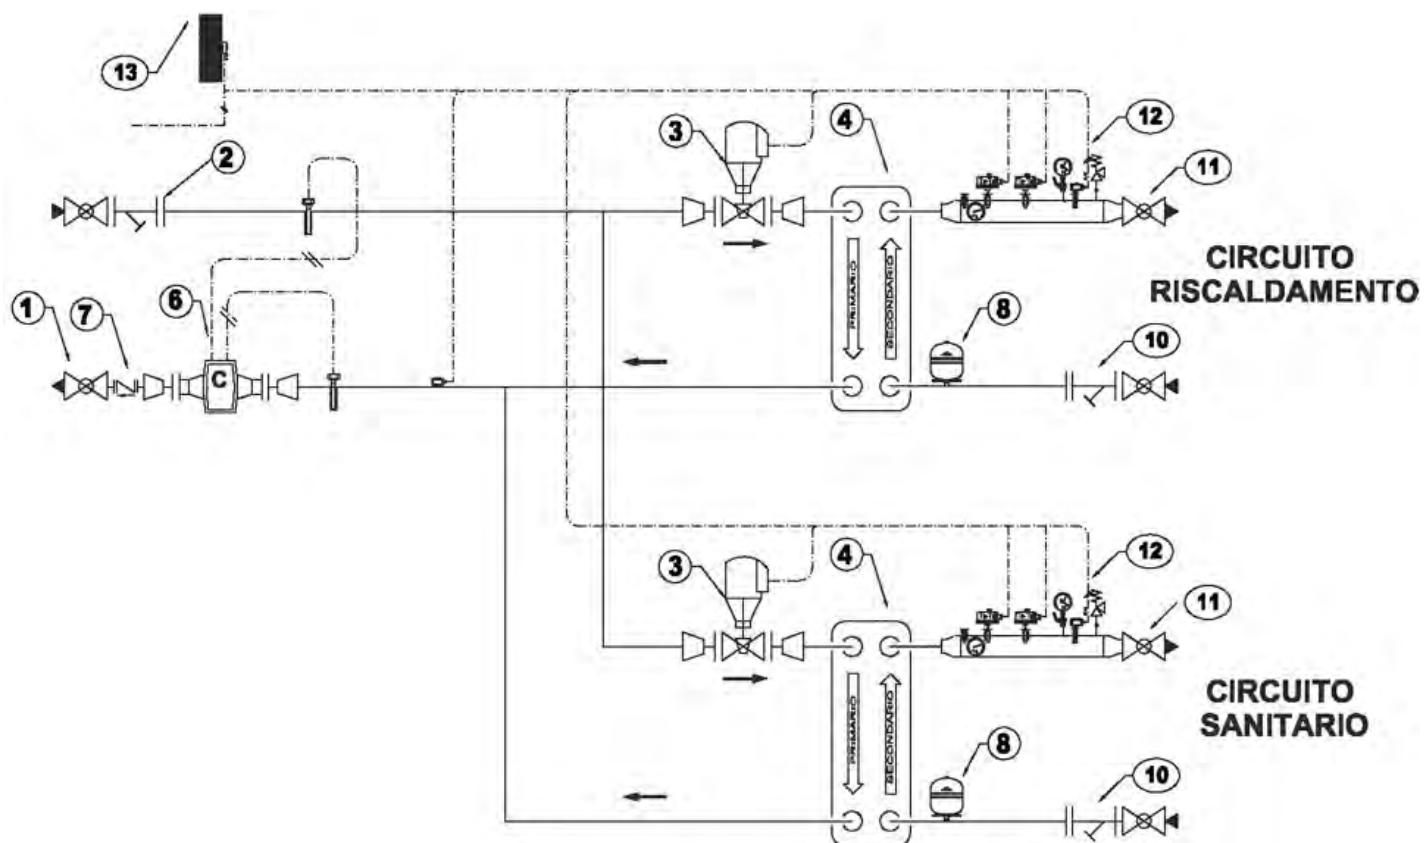 13
3
4
12
2
11
CIRCUITO
RISCALDAMENTO
1
7
6
C
PRIMARIO
SECONDARIO
8
10
3
4
12
11
CIRCUITO
SANITARIO
PRIMARIO
SECONDARIO
8
10